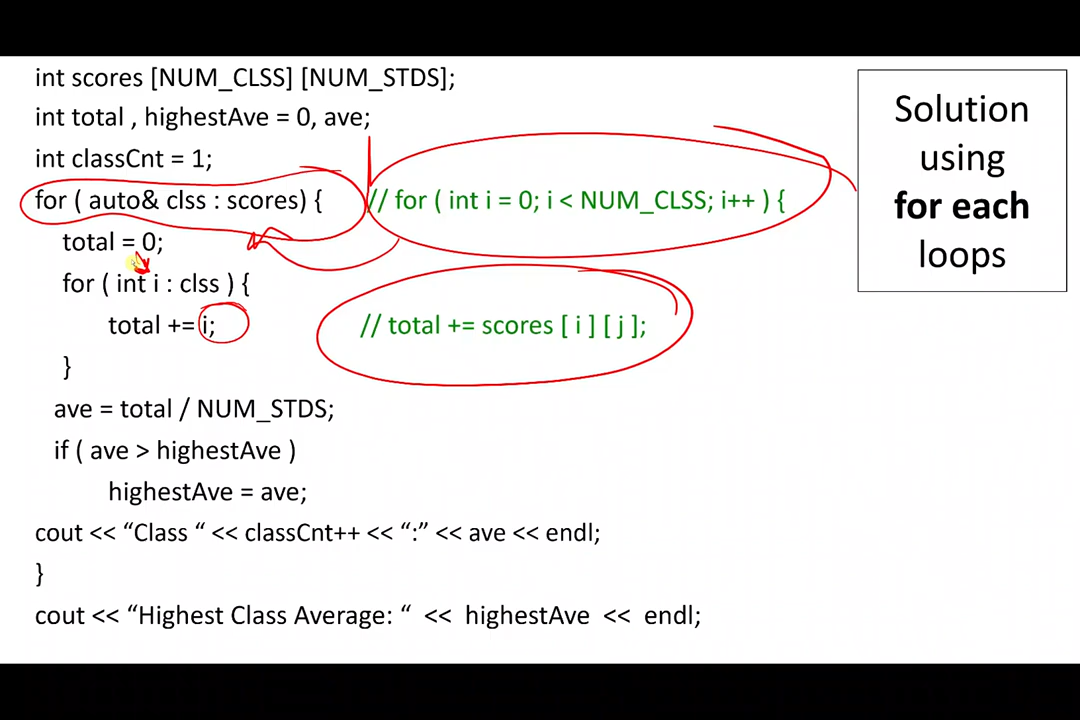 int scores [NUM_CLSS] [NUM_STDS];
int total , highestAve = 0, ave;
int classCnt = 1;
for ( auto& clss : scores) { // for ( int i = 0; i < NUM_CLSS; i++ ) {
total = 0;
for ( int i : clss ) {
total += i; // total += scores [ i ] [ j ];
}
ave = total / NUM_STDS;
if ( ave > highestAve )
highestAve = ave;
cout << “Class “ << classCnt++ << “:” << ave << endl;
}
cout << “Highest Class Average: “ << highestAve << endl;
Solution
using
for each
loops